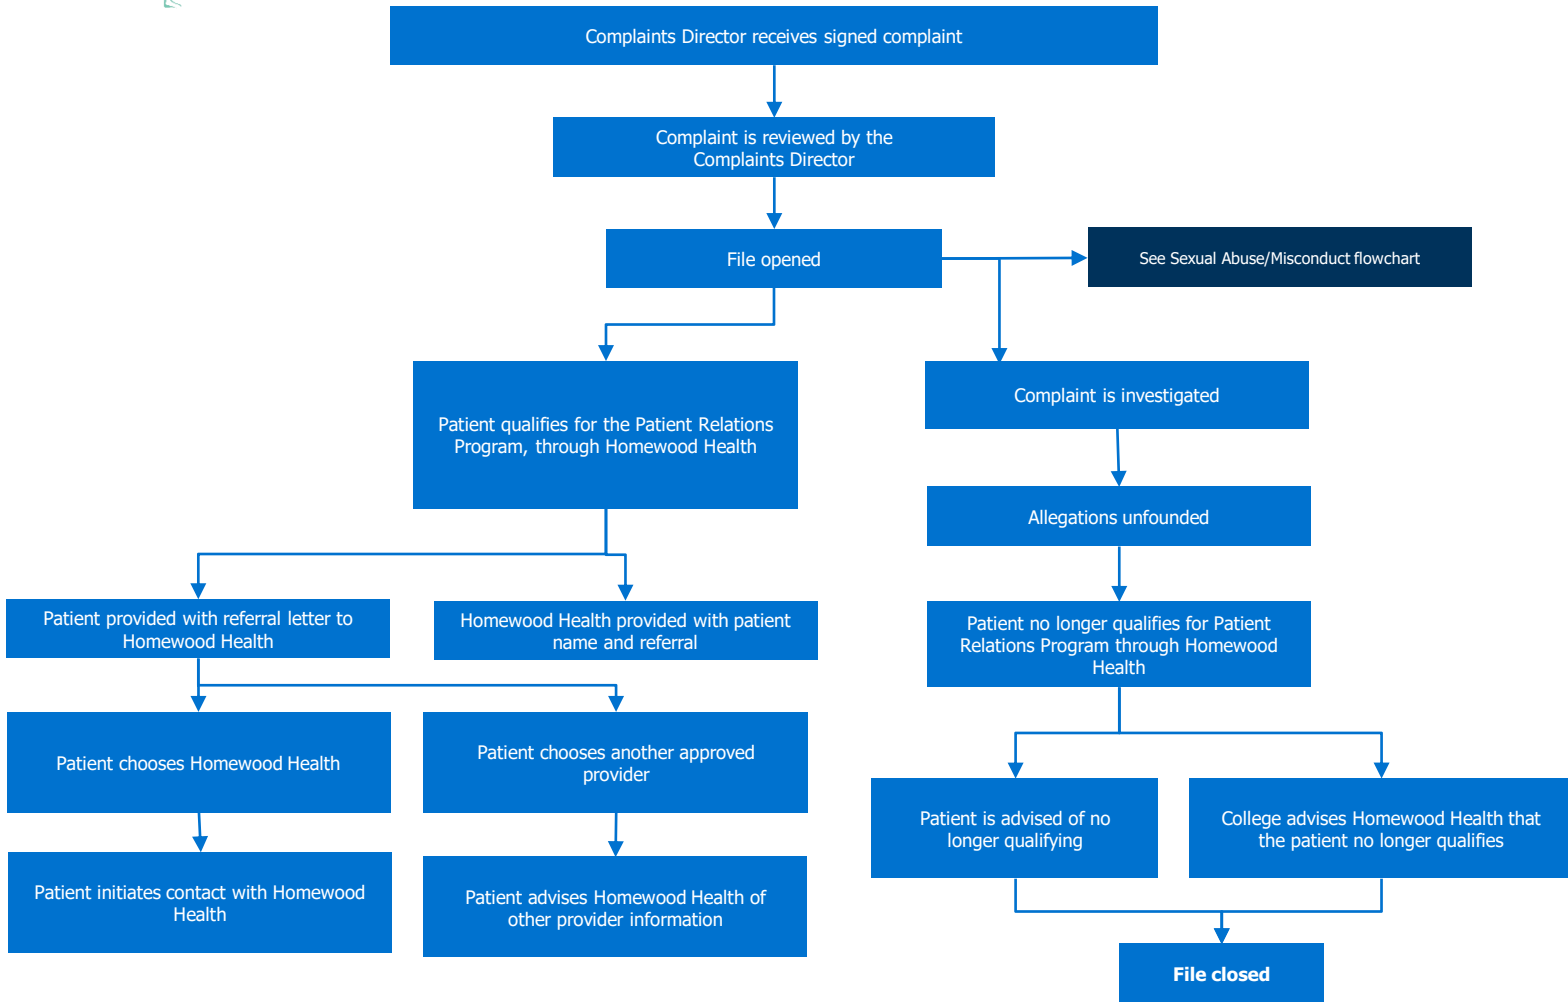 Complaints Director receives signed complaint
Complaint is reviewed by the
Complaints Director
File opened
See Sexual Abuse/Misconduct flowchart
Patient qualifies for the Patient Relations
Program, through Homewood Health
Complaint is investigated
Allegations unfounded
Patient provided with referral letter to
Homewood Health
Homewood Health provided with patient
name and referral
Patient no longer qualifies for Patient
Relations Program through Homewood
Health
Patient chooses Homewood Health
Patient chooses another approved
provider
Patient is advised of no
longer qualifying
College advises Homewood Health that
the patient no longer qualifies
Patient initiates contact with Homewood
Health
Patient advises Homewood Health of
other provider information
File closed